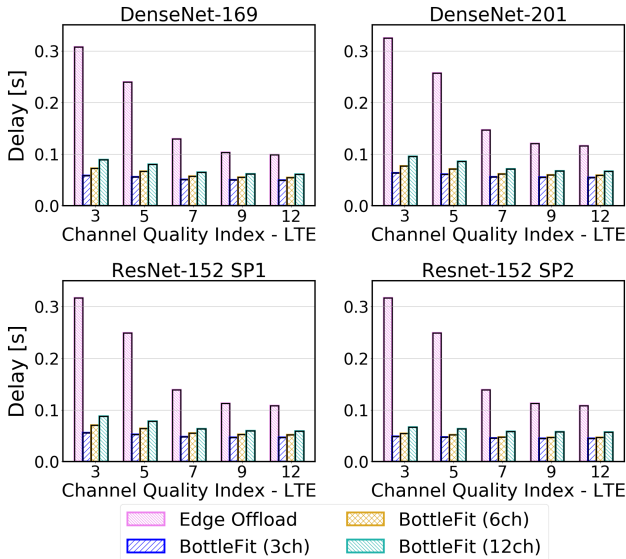 DenseNet-169
DenseNet-201
Delay [s]
0.3
0.2
0.1
0.0
3 5 7 9 12
Channel Quality Index - LTE
0.3
0.2
0.1
0.0
3 5 7 9 12
Channel Quality Index - LTE
ResNet-152 SP1
Resnet-152 SP2
Delay [s]
0.3
0.2
0.1
0.0
3 5 7 9 12
Channel Quality Index - LTE
0.3
0.2
0.1
0.0
3 5 7 9 12
Channel Quality Index - LTE
Edge Offload
BottleFit (3ch)
BottleFit (6ch)
BottleFit (12ch)